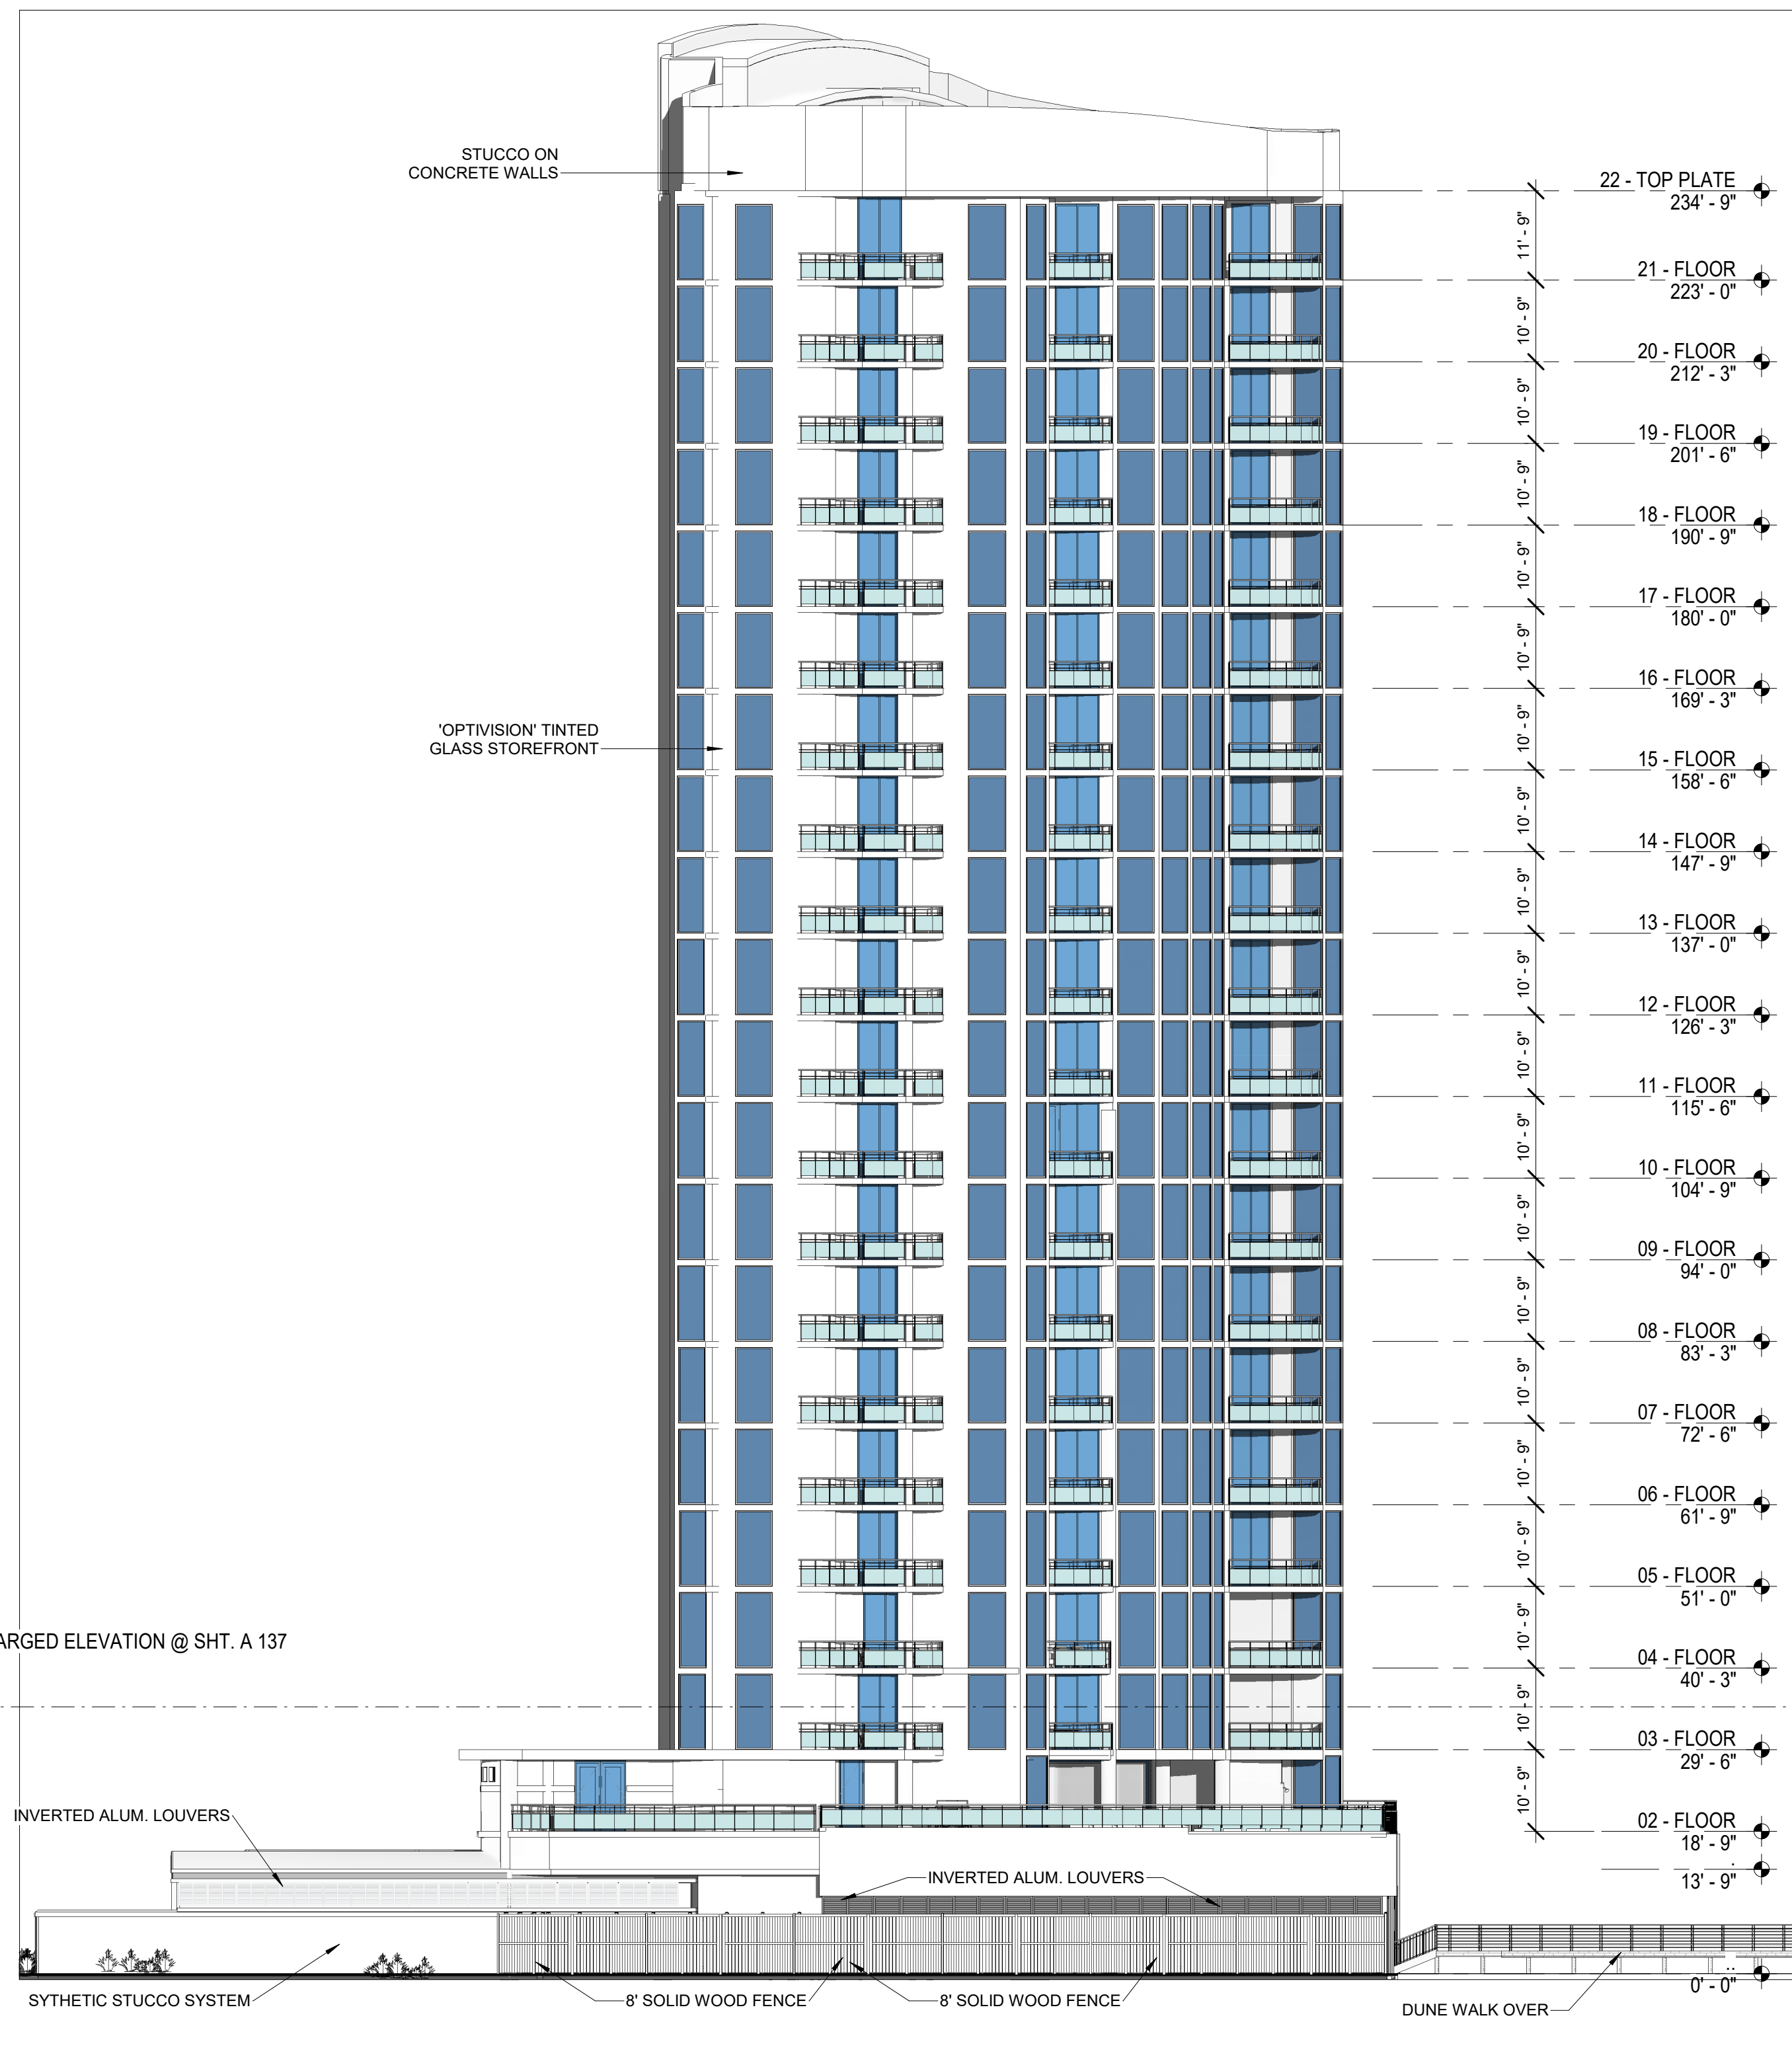 STUCCO ON
CONCRETE WALLS
22 - TOP PLATE
234' - 9"
11' - 9"
21 - FLOOR
223' - 0"
10' - 9"
20 - FLOOR
212' - 3"
10' - 9"
19 - FLOOR
201' - 6"
10' - 9"
18 - FLOOR
190' - 9"
10' - 9"
17 - FLOOR
180' - 0"
10' - 9"
16 - FLOOR
169' - 3"
'OPTIVISION' TINTED
GLASS STOREFRONT
10' - 9"
15 - FLOOR
158' - 6"
10' - 9"
14 - FLOOR
147' - 9"
10' - 9"
13 - FLOOR
137' - 0"
10' - 9"
12 - FLOOR
126' - 3"
10' - 9"
11 - FLOOR
115' - 6"
10' - 9"
10 - FLOOR
104' - 9"
10' - 9"
09 - FLOOR
94' - 0"
10' - 9"
08 - FLOOR
83' - 3"
10' - 9"
07 - FLOOR
72' - 6"
10' - 9"
06 - FLOOR
61' - 9"
10' - 9"
05 - FLOOR
51' - 0"
10' - 9"
ARGED ELEVATION @ SHT. A 137
04 - FLOOR
40' - 3"
10' - 9"
03 - FLOOR
29' - 6"
10' - 9"
INVERTED ALUM. LOUVERS
02 - FLOOR
18' - 9"
INVERTED ALUM. LOUVERS
13' - 9"
0' - 0"
SYTHETIC STUCCO SYSTEM
8' SOLID WOOD FENCE
8' SOLID WOOD FENCE
DUNE WALK OVER